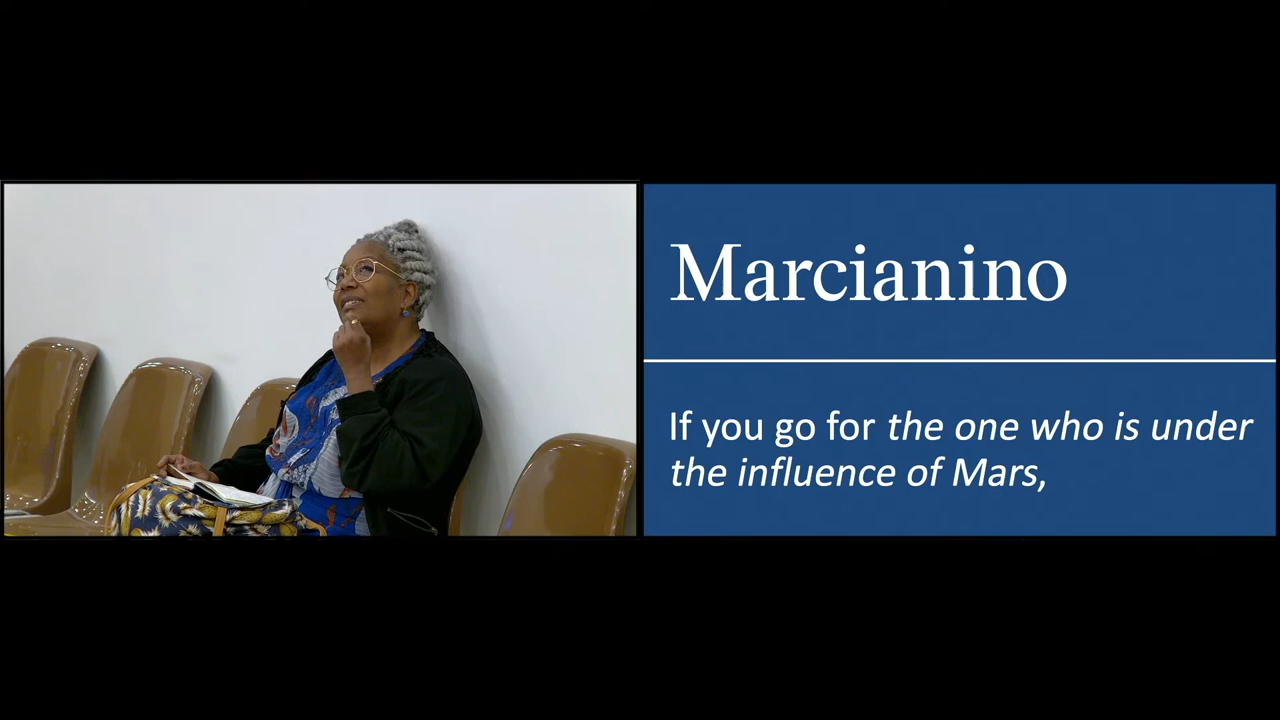 Marcianino
If you go for the one who is under
the influence of Mars,